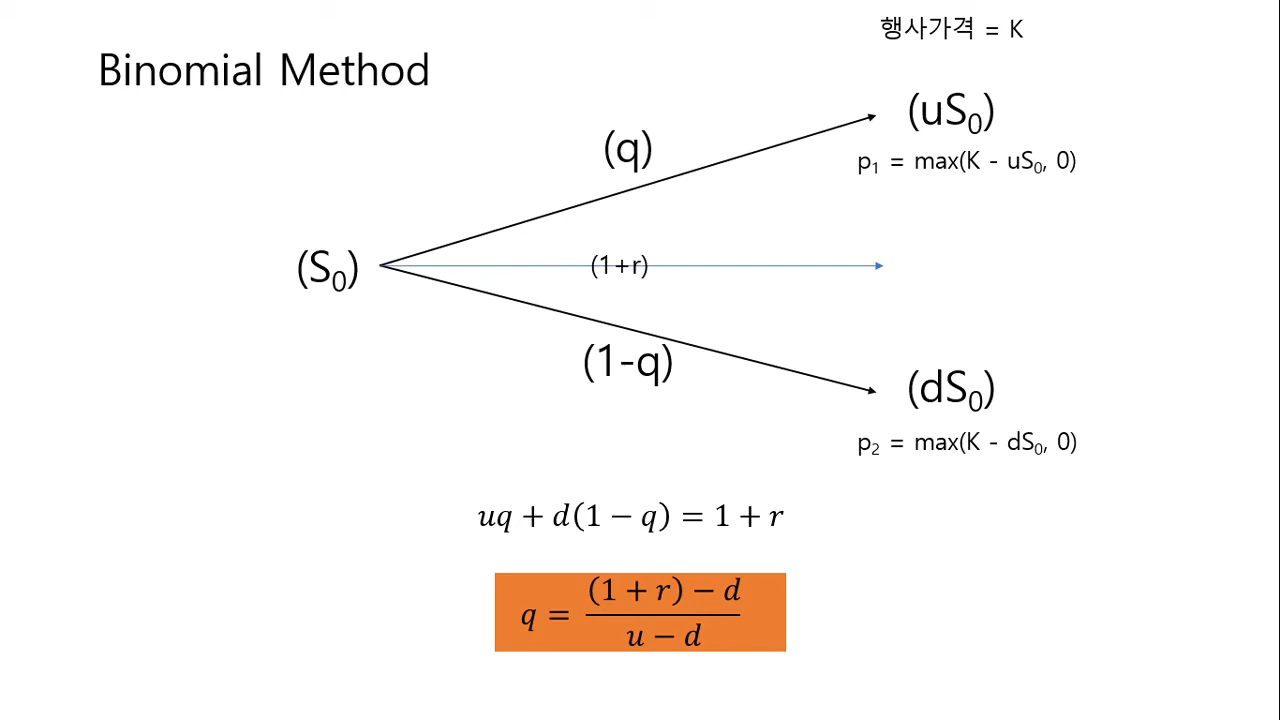 행사가격 = K
Binomial Method
(uS₀)
(q)
p₁ = max(K - uS₀, 0)
(S₀)
(1+r)
(1-q)
(dS₀)
p₂ = max(K - dS₀, 0)
uq + d(1 − q) = 1 + r
q = ((1 + r) − d) / (u − d)